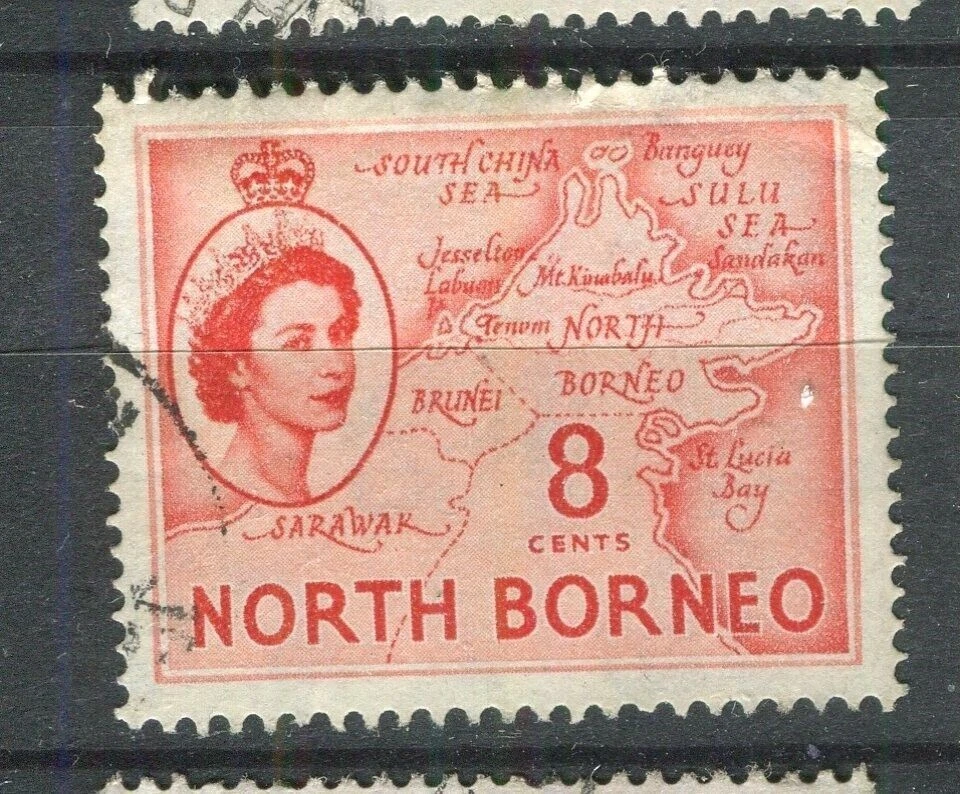 SOUTH CHINA
SEA
Banguey
SULU
SEA
Jesselton
Sandakan
Labuan
Mt. Kinabalu
Tenom
NORTH
BORNEO
BRUNEI
8
CENTS
St. Lucia
Bay
SARAWAK
NORTH BORNEO